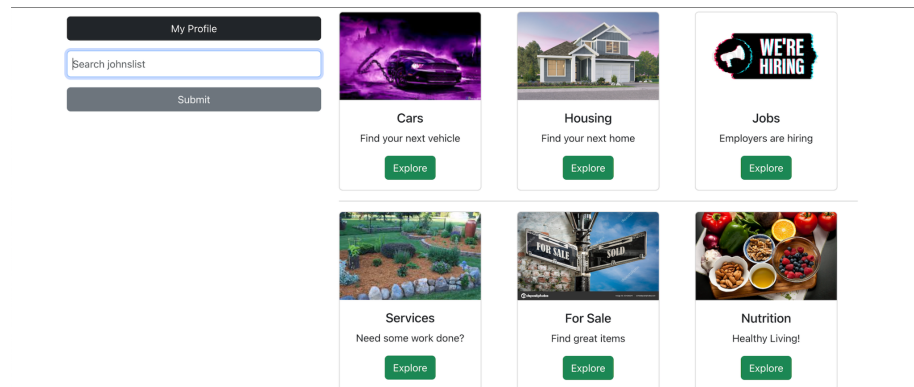 My Profile
Search johnslist
Submit
WE'RE
HIRING
Cars
Find your next vehicle
Explore
Housing
Find your next home
Explore
Jobs
Employers are hiring
Explore
FOR SALE
SOLD
depositphotos
Services
Need some work done?
Explore
For Sale
Find great items
Explore
Nutrition
Healthy Living!
Explore